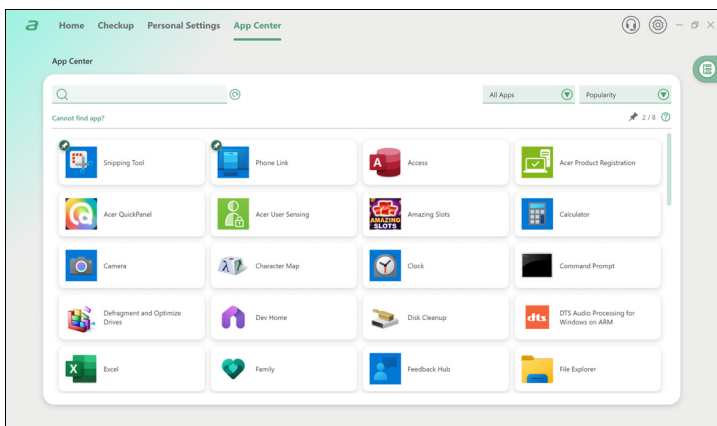 a Home Checkup Personal Settings App Center
App Center
All Apps Popularity
Cannot find app? 2 / 8
Snipping Tool Phone Link Access Acer Product Registration
Acer QuickPanel Acer User Sensing AMAZING SLOTS Amazing Slots Calculator
Camera Character Map Clock Command Prompt
Defragment and Optimize Drives Dev Home Disk Cleanup dts DTS Audio Processing for Windows on ARM
Excel Family Feedback Hub File Explorer